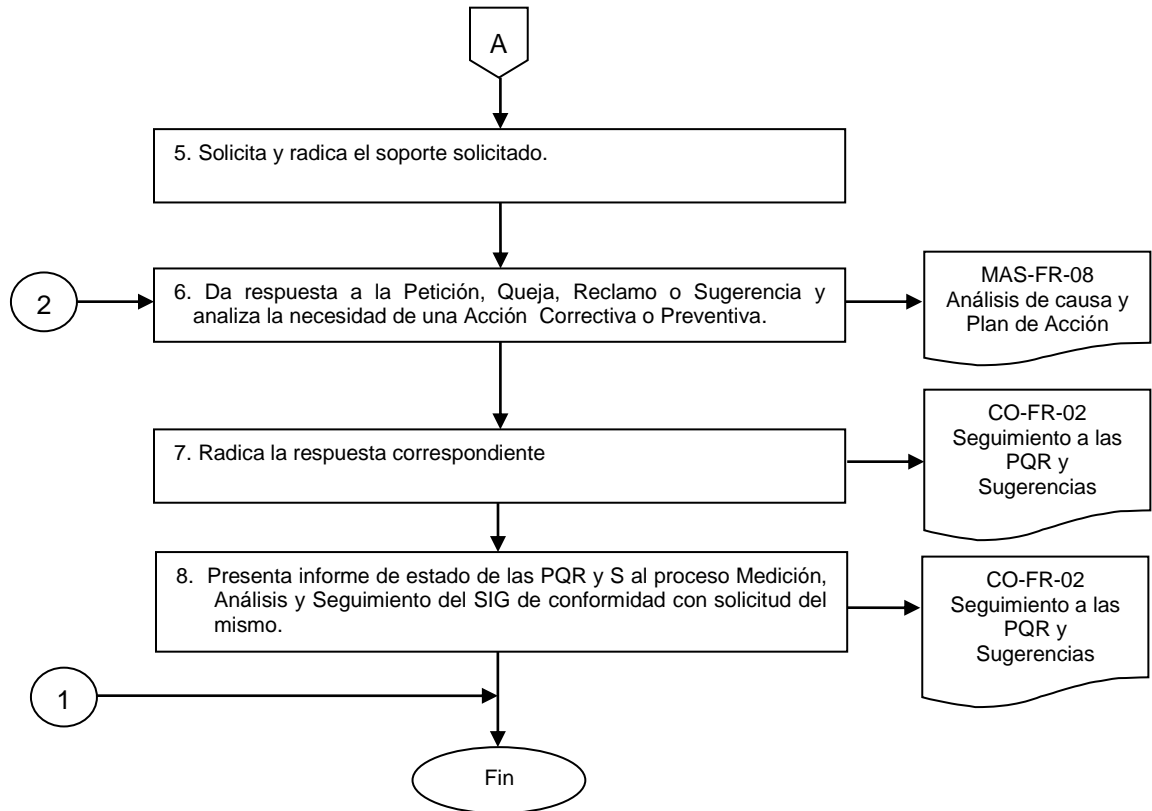 A
5. Solicita y radica el soporte solicitado.
2
6. Da respuesta a la Petición, Queja, Reclamo o Sugerencia y
analiza la necesidad de una Acción Correctiva o Preventiva.
MAS-FR-08
Análisis de causa y
Plan de Acción
7. Radica la respuesta correspondiente
CO-FR-02
Seguimiento a las
PQR y
Sugerencias
8. Presenta informe de estado de las PQR y S al proceso Medición,
Análisis y Seguimiento del SIG de conformidad con solicitud del
mismo.
CO-FR-02
Seguimiento a las
PQR y
Sugerencias
1
Fin